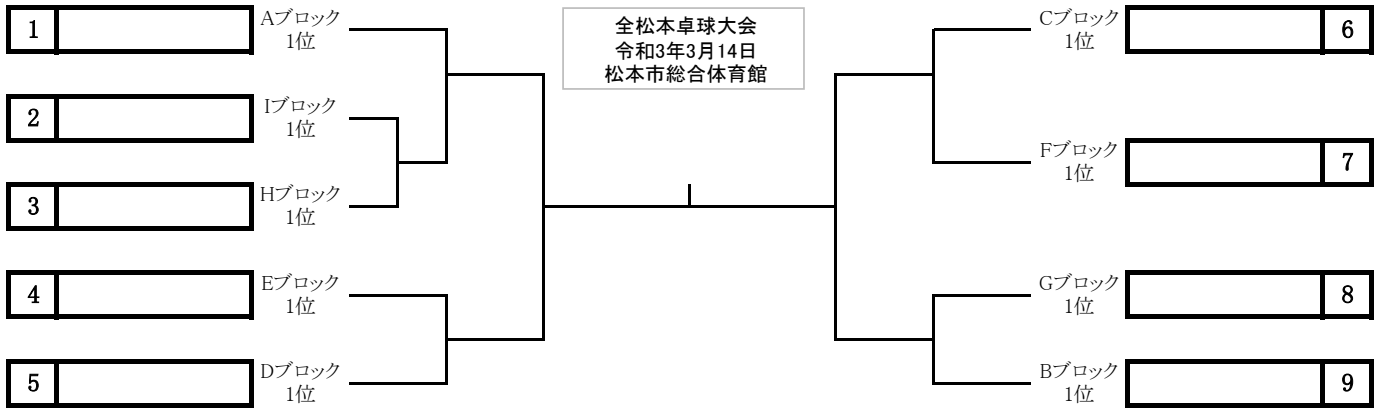 全松本卓球大会
令和3年3月14日
松本市総合体育館
1
Aブロック
1位
2
Iブロック
1位
3
Hブロック
1位
4
Eブロック
1位
5
Dブロック
1位
Cブロック
1位
6
Fブロック
1位
7
Gブロック
1位
8
Bブロック
1位
9